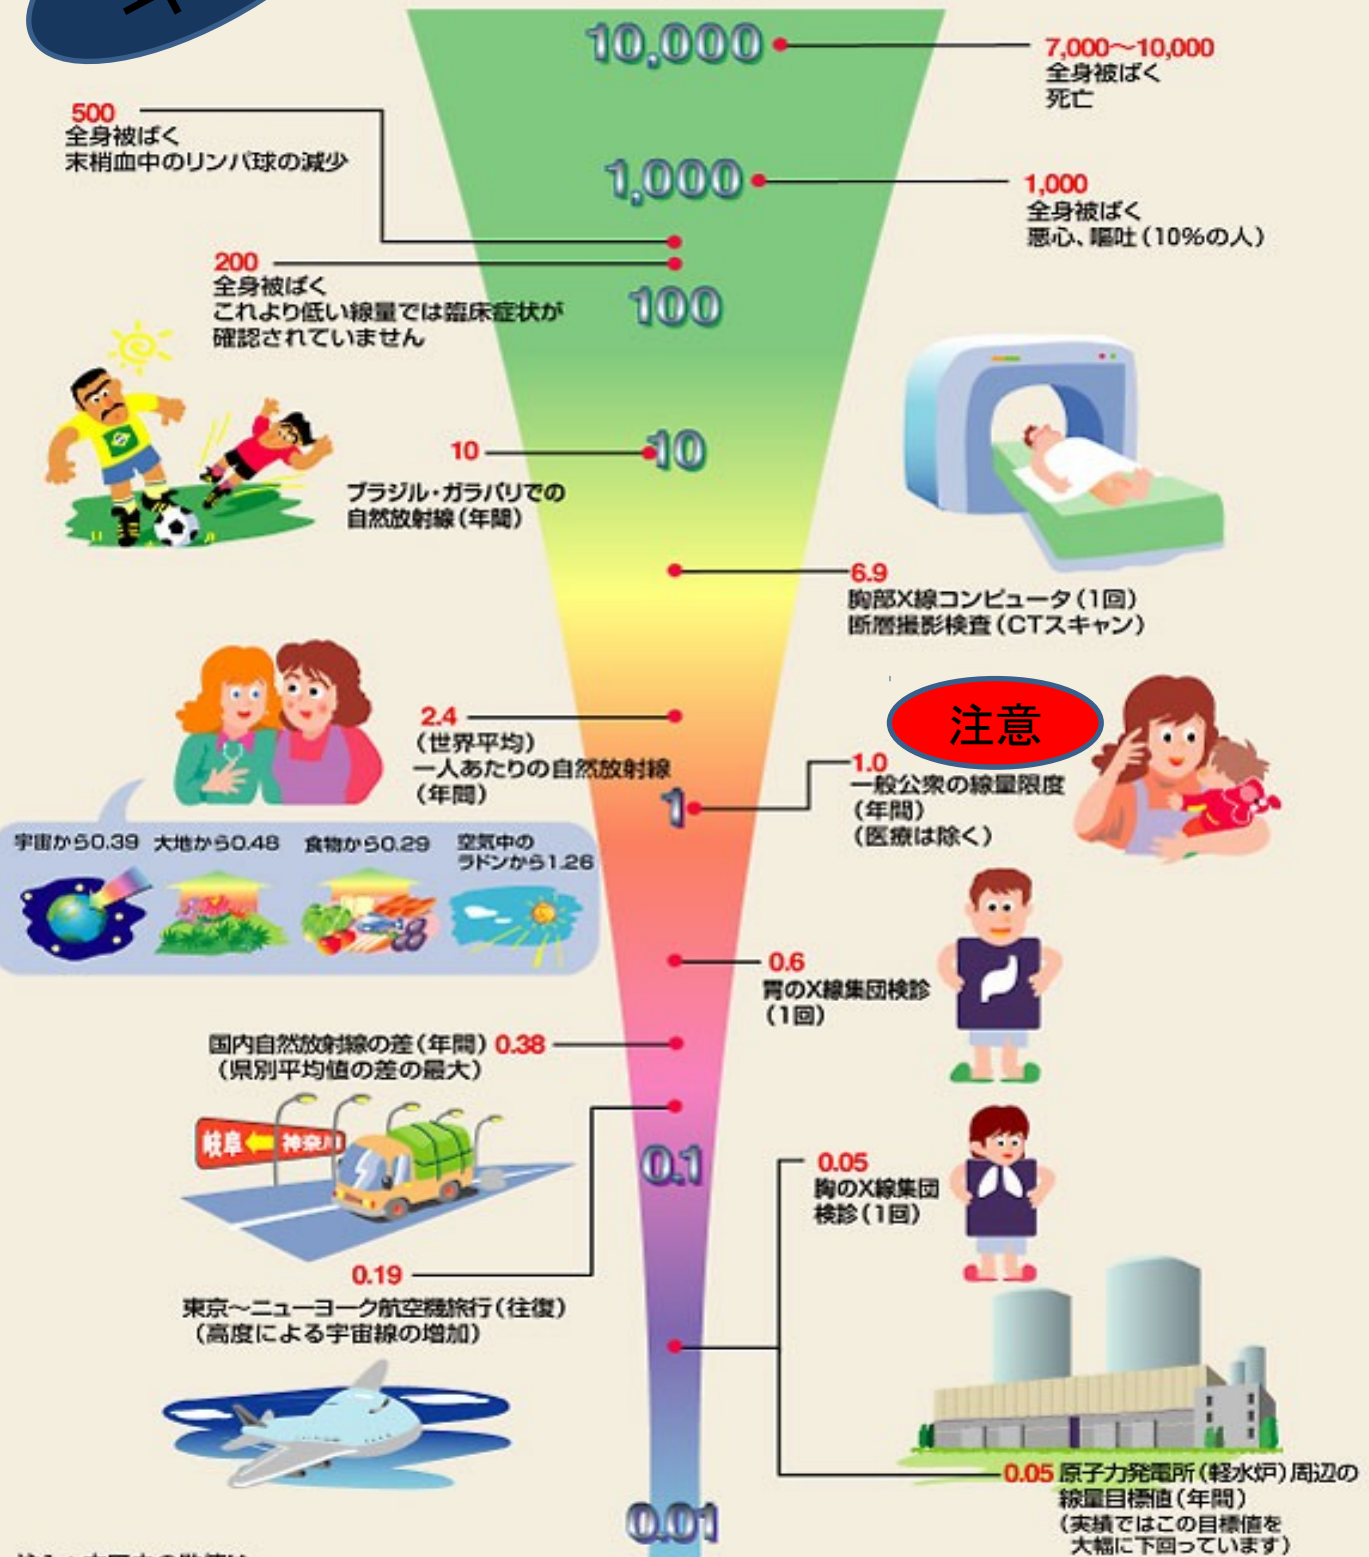 10,000
7,000〜10,000
全身被ばく
死亡
500
全身被ばく
末梢血中のリンパ球の減少
1,000
1,000
全身被ばく
悪心、嘔吐(10%の人)
200
全身被ばく
これより低い線量では臨床症状が
確認されていません
100
10
10
ブラジル・ガラパリでの
自然放射線(年間)
6.9
胸部X線コンピュータ(1回)
断層撮影検査(CTスキャン)
2.4
(世界平均)
一人あたりの自然放射線
(年間)
注意
1
1.0
一般公衆の線量限度
(年間)
(医療は除く)
宇宙から0.39
大地から0.48
食物から0.29
空気中の
ラドンから1.26
0.6
胃のX線集団検診
(1回)
国内自然放射線の差(年間) 0.38
(県別平均値の差の最大)
岐阜
神奈川
0.1
0.05
胸のX線集団
検診(1回)
0.19
東京〜ニューヨーク航空機旅行(往復)
(高度による宇宙線の増加)
0.05 原子力発電所(軽水炉)周辺の
線量目標値(年間)
(実績ではこの目標値を
大幅に下回っています)
0.01